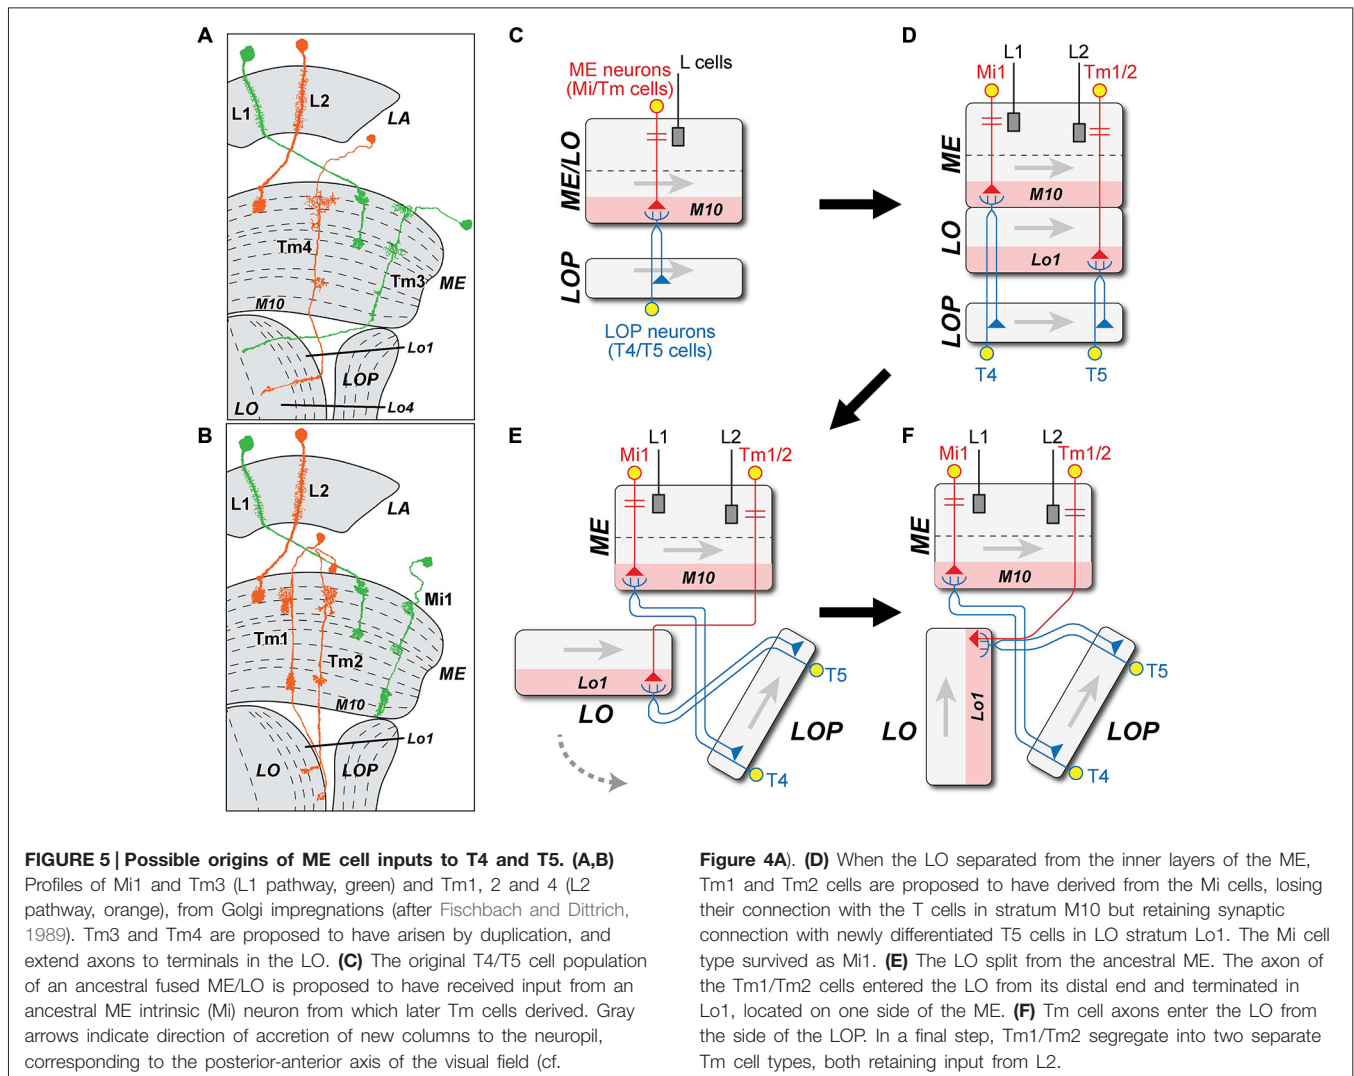 A
L1
L2
LA
Tm4
Tm3
ME
M10
Lo1
LOP
LO
Lo4
B
L1
L2
LA
Mi1
Tm1
Tm2
ME
M10
Lo1
LO
LOP
C
ME neurons
(Mi/Tm cells)
L cells
ME/LO
M10
LOP
LOP neurons
(T4/T5 cells)
D
L1
L2
Mi1
Tm1/2
ME
M10
LO
Lo1
LOP
T4
T5
E
L1
L2
Mi1
Tm1/2
ME
M10
Lo1
LO
T5
LOP
T4
F
L1
L2
Mi1
Tm1/2
ME
M10
Lo1
LO
T5
LOP
T4
FIGURE 5 | Possible origins of ME cell inputs to T4 and T5. (A,B)
Profiles of Mi1 and Tm3 (L1 pathway, green) and Tm1, 2 and 4 (L2
pathway, orange), from Golgi impregnations (after Fischbach and Dittrich,
1989). Tm3 and Tm4 are proposed to have arisen by duplication, and
extend axons to terminals in the LO. (C) The original T4/T5 cell population
of an ancestral fused ME/LO is proposed to have received input from an
ancestral ME intrinsic (Mi) neuron from which later Tm cells derived. Gray
arrows indicate direction of accretion of new columns to the neuropil,
corresponding to the posterior-anterior axis of the visual field (cf.
Figure 4A). (D) When the LO separated from the inner layers of the ME,
Tm1 and Tm2 cells are proposed to have derived from the Mi cells, losing
their connection with the T cells in stratum M10 but retaining synaptic
connection with newly differentiated T5 cells in LO stratum Lo1. The Mi cell
type survived as Mi1. (E) The LO split from the ancestral ME. The axon of
the Tm1/Tm2 cells entered the LO from its distal end and terminated in
Lo1, located on one side of the ME. (F) Tm cell axons enter the LO from
the side of the LOP. In a final step, Tm1/Tm2 segregate into two separate
Tm cell types, both retaining input from L2.